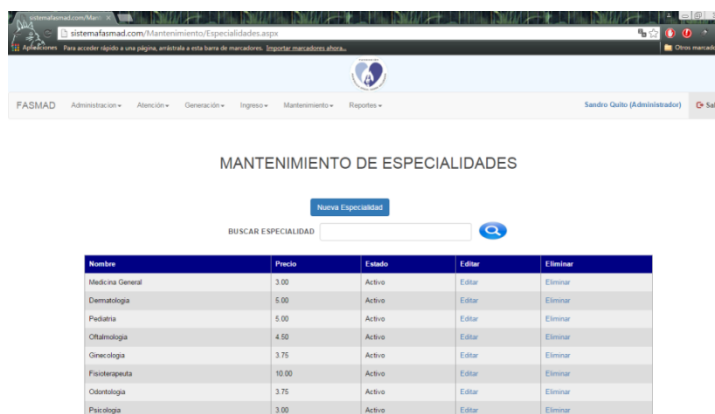 sistemafasmad.com/Mant
sistemafasmad.com/Mantenimiento/Especialidades.aspx
Aplicaciones Para acceder rápido a una página, arrástrala a esta barra de marcadores. Importar marcadores ahora...
Otros marcad
FASMAD Administracion Atención Generación Ingreso Mantenimiento Reportes Sandro Quito (Administrador) Sal
MANTENIMIENTO DE ESPECIALIDADES
Nueva Especialidad
BUSCAR ESPECIALIDAD
Nombre Precio Estado Editar Eliminar
Medicina General 3.00 Activo Editar Eliminar
Dermatologia 5.00 Activo Editar Eliminar
Pediatria 5.00 Activo Editar Eliminar
Oftalmologia 4.50 Activo Editar Eliminar
Ginecologia 3.75 Activo Editar Eliminar
Fisioterapeuta 10.00 Activo Editar Eliminar
Odontologia 3.75 Activo Editar Eliminar
Psicologia 3.00 Activo Editar Eliminar